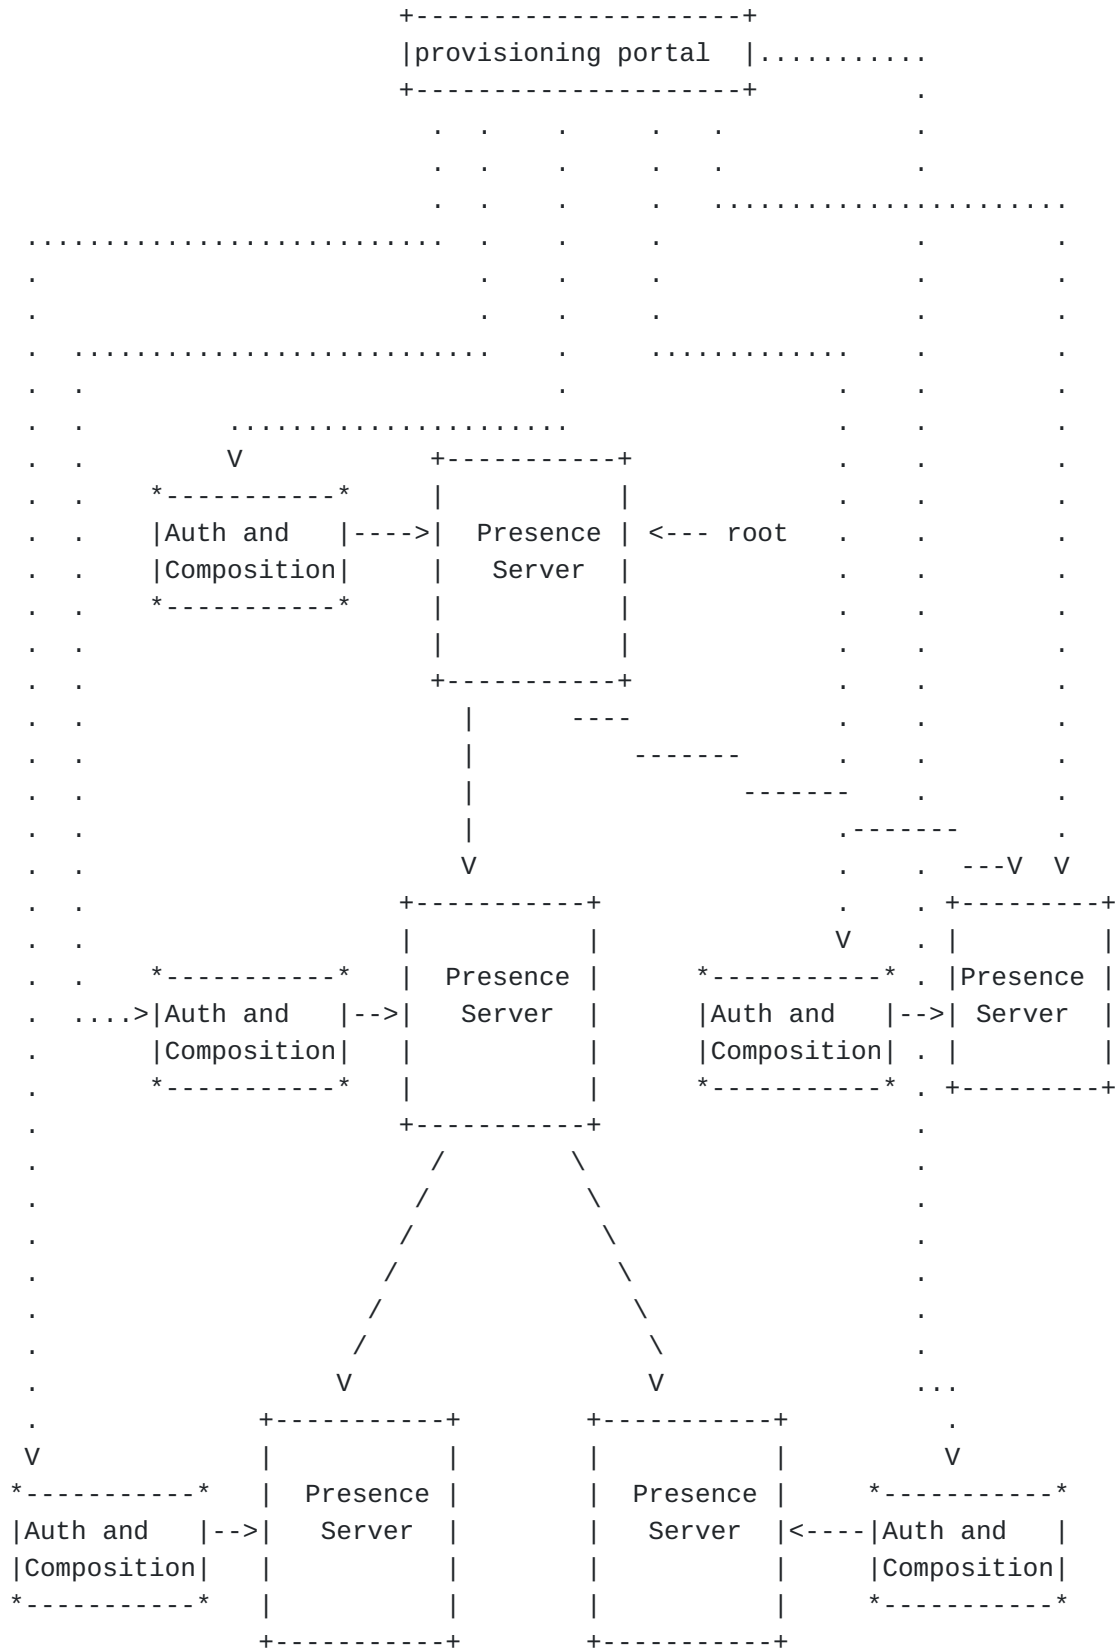 provisioning portal
Auth and
Composition
Presence
Server
<--- root
Auth and
Composition
Presence
Server
Auth and
Composition
Presence
Server
Auth and
Composition
Presence
Server
Presence
Server
Auth and
Composition